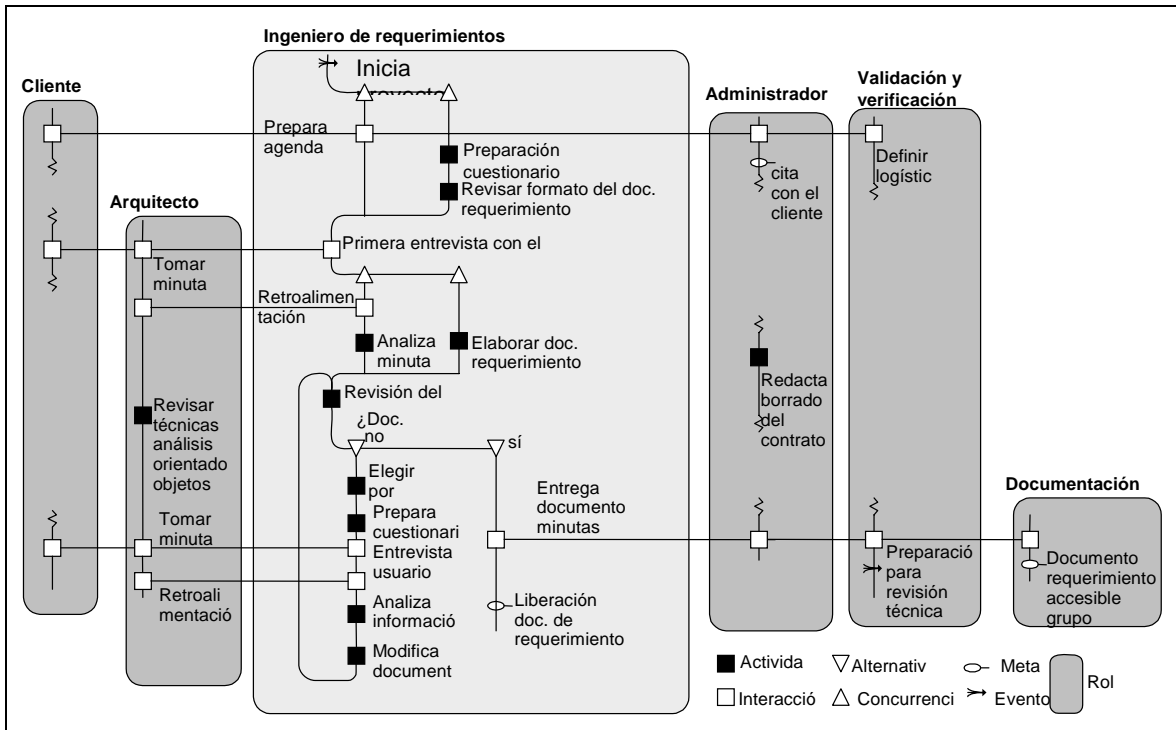 Ingeniero de requerimientos
Inicia
Cliente
Administrador
Validación y
verificación
Prepara
agenda
Preparación
cuestionario
Revisar formato del doc.
requerimiento
cita
con el
cliente
Definir
logístic
Arquitecto
Primera entrevista con el
Tomar
minuta
Retroalimen
tación
Analiza
minuta
Elaborar doc.
requerimiento
Redacta
borrado
del
contrato
Revisión del
Revisar
técnicas
análisis
orientado
objetos
¿Doc.
no
sí
Elegir
por
Prepara
cuestionari
Entrevista
usuario
Entrega
documento
minutas
Documentación
Tomar
minuta
Preparació
para
revisión
técnica
Documento
requerimiento
accesible
grupo
Retroali
mentació
Analiza
informació
Liberación
doc. de
requerimiento
Modifica
document
Activida
Alternativ
Meta
Rol
Interacció
Concurrenci
Evento